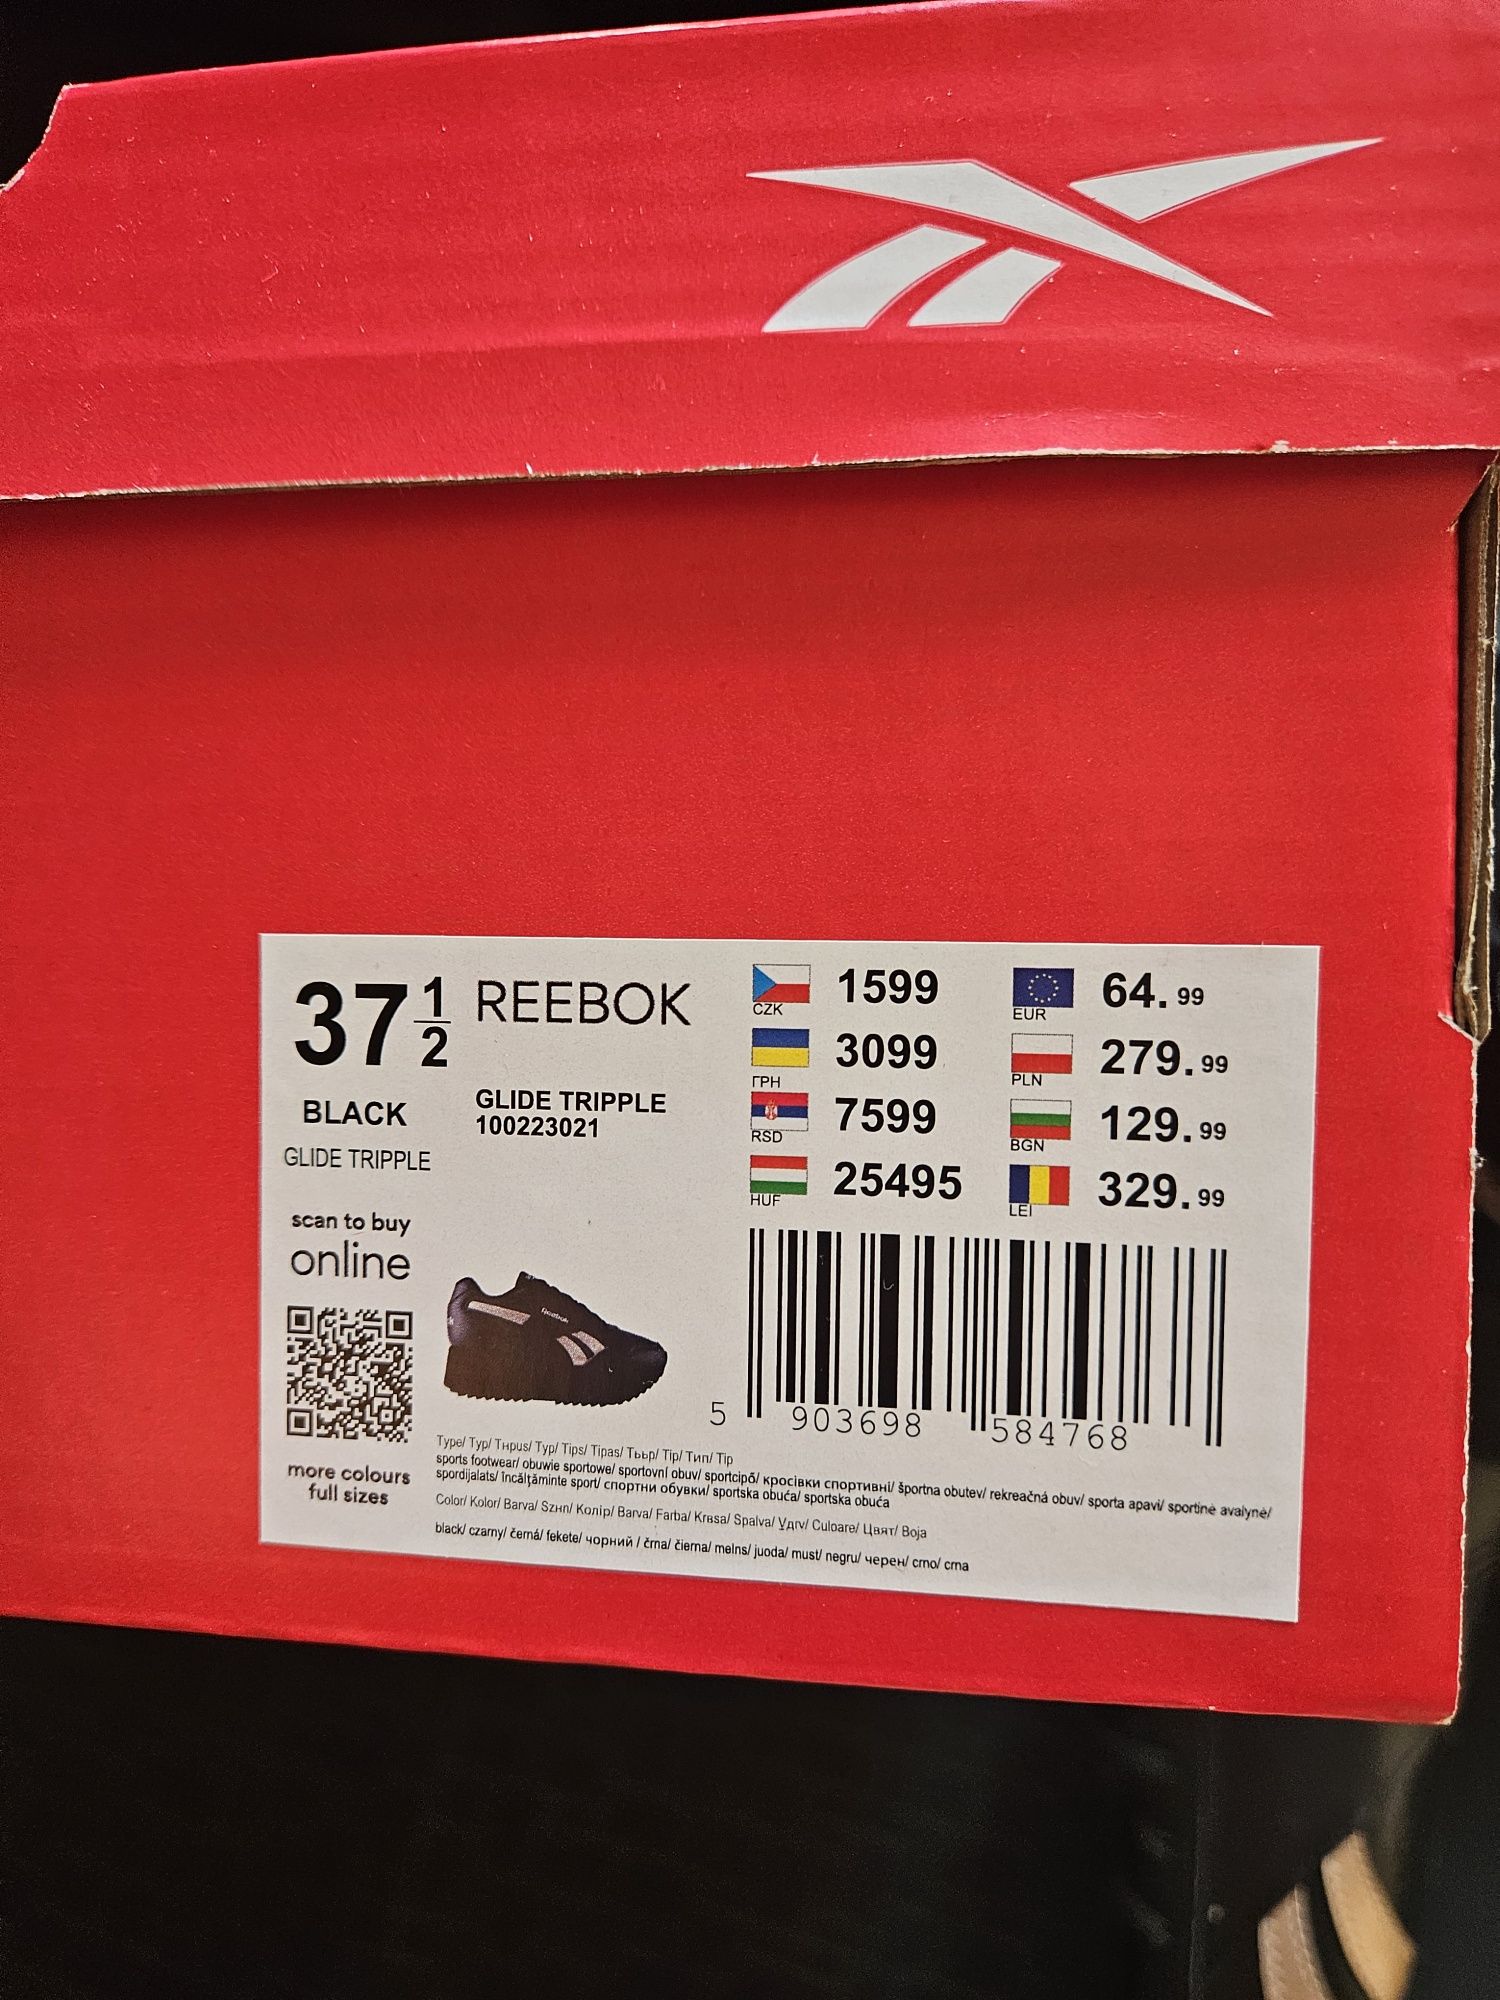 37 1/2
REEBOK
BLACK
GLIDE TRIPPLE
GLIDE TRIPPLE
100223021
scan to buy
online
more colours
full sizes
CZK 1599
ГРН 3099
RSD 7599
HUF 25495
EUR 64.99
PLN 279.99
BGN 129.99
LEI 329.99
Reebok
5 903698 584768
Type/ Typ/ Típus/ Typ/ Tips/ Tipas/ Tüüp/ Tip/ Тип/ Tip
sports footwear/ obuwie sportowe/ sportovní obuv/ sportcipő/ кросівки спортивні/ športna obutev/ rekreačná obuv/ sporta apavi/ sportinė avalynė/
spordijalats/ încălțăminte sport/ спортни обувки/ sportska obuća/ sportska obuća
Color/ Kolor/ Barva/ Szнn/ Колір/ Barva/ Farba/ Krвsa/ Spalva/ Culoare/ Цвят/ Boja
black/ czarny/ černá/ fekete/ чорний / črna/ čierna/ melns/ juoda/ must/ negru/ черен/ crno/ crna